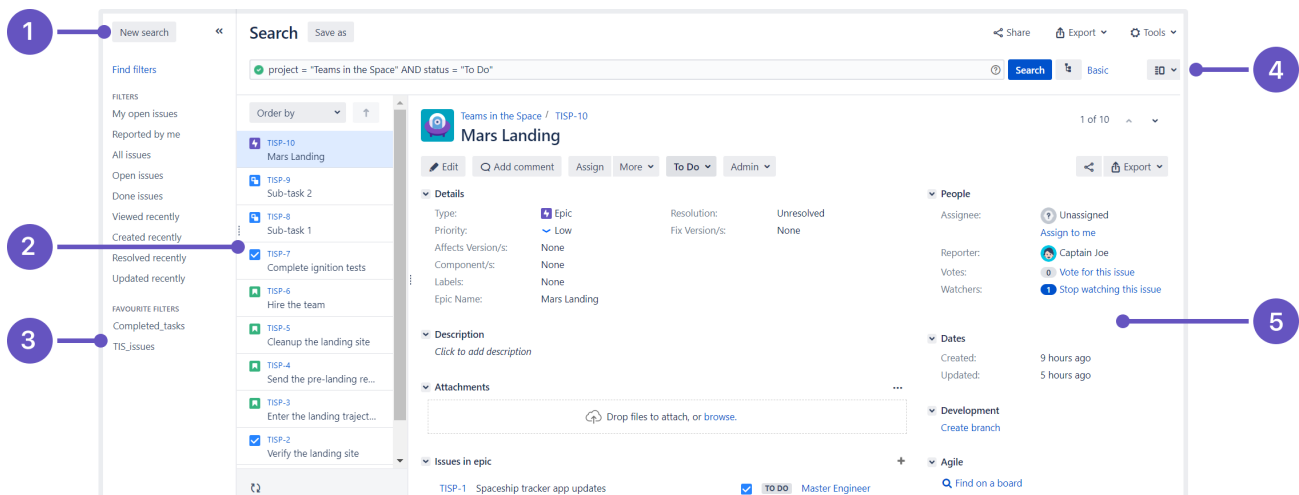 1
New search
«
Search
Save as
Share
Export
Tools
Find filters
project = "Teams in the Space" AND status = "To Do"
Search
Basic
4
FILTERS
My open issues
Reported by me
All issues
Open issues
Done issues
Viewed recently
Created recently
Resolved recently
Updated recently
2
FAVOURITE FILTERS
Completed_tasks
TIS_issues
3
Order by
TISP-10
Mars Landing
TISP-9
Sub-task 2
TISP-8
Sub-task 1
TISP-7
Complete ignition tests
TISP-6
Hire the team
TISP-5
Cleanup the landing site
TISP-4
Send the pre-landing re...
TISP-3
Enter the landing traject...
TISP-2
Verify the landing site
Teams in the Space / TISP-10
Mars Landing
1 of 10
Edit
Add comment
Assign
More
To Do
Admin
Export
Details
Type: Epic
Resolution: Unresolved
Priority: Low
Fix Version/s: None
Affects Version/s: None
Component/s: None
Labels: None
Epic Name: Mars Landing
Description
Click to add description
Attachments
...
Drop files to attach, or browse.
Issues in epic
+
TISP-1 Spaceship tracker app updates TO DO Master Engineer
People
Assignee: Unassigned
Assign to me
Reporter: Captain Joe
Votes: 0 Vote for this issue
Watchers: 1 Stop watching this issue
5
Dates
Created: 9 hours ago
Updated: 5 hours ago
Development
Create branch
Agile
Find on a board